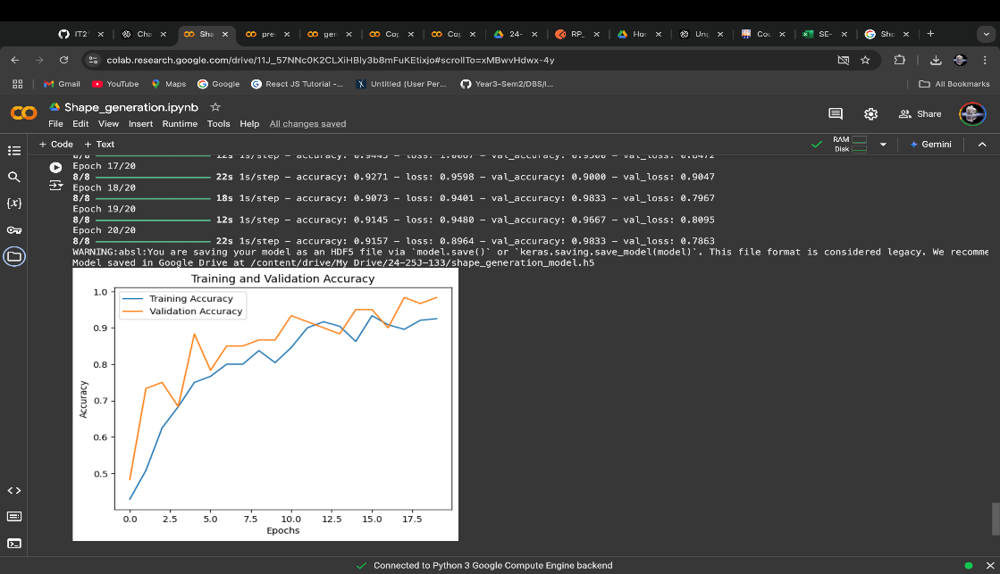 IT2
Cha
Sha
pre
gen
Cop
Cop
24-
RP_
Hor
Ung
Cou
SE-
Sho
colab.research.google.com/drive/11J_57NNc0K2CLXiHBly3b8mFuKEtixjo#scrollTo=xMBwvHdwx-4y
Gmail YouTube Maps Google React JS Tutorial -... Untitled (User Per... Year3-Sem2/DBS/l... All Bookmarks
CO Shape_generation.ipynb
File Edit View Insert Runtime Tools Help All changes saved Share
+ Code + Text RAM Disk Gemini
8/8 12s 1s/step - accuracy: 0.9443 - loss: 1.0067 - val_accuracy: 0.9500 - val_loss: 0.8472
Epoch 17/20
8/8 22s 1s/step - accuracy: 0.9271 - loss: 0.9598 - val_accuracy: 0.9000 - val_loss: 0.9047
Epoch 18/20
8/8 18s 1s/step - accuracy: 0.9073 - loss: 0.9401 - val_accuracy: 0.9833 - val_loss: 0.7967
Epoch 19/20
8/8 12s 1s/step - accuracy: 0.9145 - loss: 0.9480 - val_accuracy: 0.9667 - val_loss: 0.8095
Epoch 20/20
8/8 22s 1s/step - accuracy: 0.9157 - loss: 0.8964 - val_accuracy: 0.9833 - val_loss: 0.7863
WARNING:absl:You are saving your model as an HDF5 file via `model.save()` or `keras.saving.save_model(model)`. This file format is considered legacy. We recomme
Model saved in Google Drive at /content/drive/My Drive/24-25J-133/shape_generation_model.h5
Training and Validation Accuracy
Training Accuracy
Validation Accuracy
1.0
0.9
0.8
0.7
0.6
0.5
Accuracy
0.0 2.5 5.0 7.5 10.0 12.5 15.0 17.5
Epochs
Connected to Python 3 Google Compute Engine backend